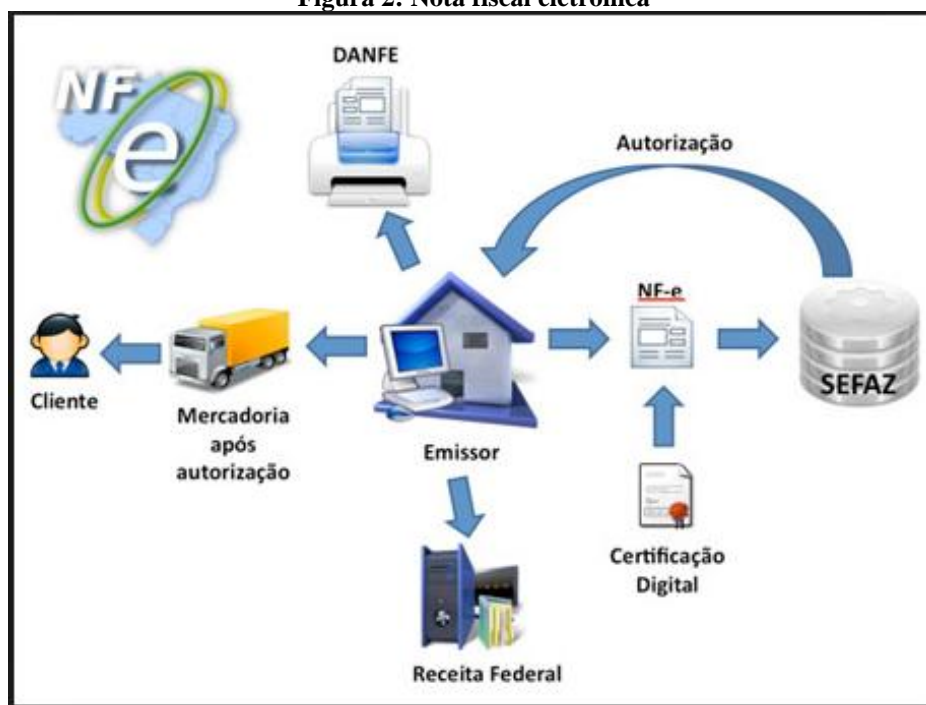 Figura 2: Nota fiscal eletrônica
NF
e
DANFE
Autorização
NF-e
SEFAZ
Cliente
Mercadoria
após
autorização
Emissor
Certificação
Digital
Receita Federal